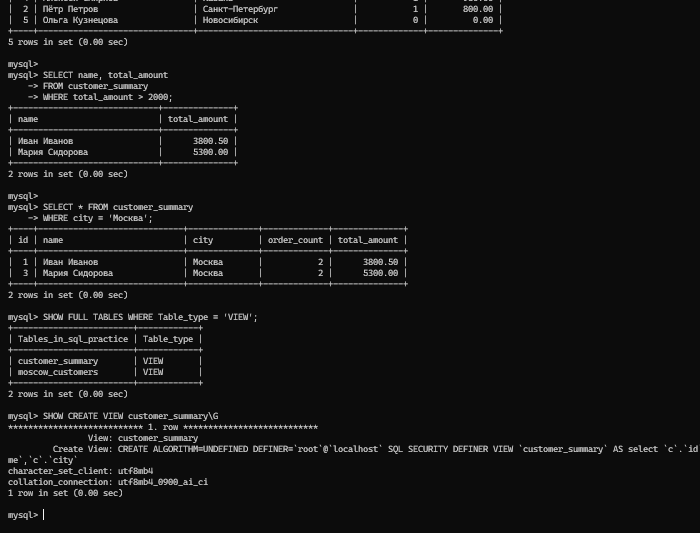 |  2 | Пётр Петров | Санкт-Петербург | 1 | 800.00 |
|  5 | Ольга Кузнецова | Новосибирск | 0 | 0.00 |
5 rows in set (0.00 sec)
mysql>
mysql> SELECT name, total_amount
    -> FROM customer_summary
    -> WHERE total_amount > 2000;
| name | total_amount |
| Иван Иванов | 3800.50 |
| Мария Сидорова | 5300.00 |
2 rows in set (0.00 sec)
mysql>
mysql> SELECT * FROM customer_summary
    -> WHERE city = 'Москва';
| id | name | city | order_count | total_amount |
|  1 | Иван Иванов | Москва | 2 | 3800.50 |
|  3 | Мария Сидорова | Москва | 2 | 5300.00 |
2 rows in set (0.00 sec)
mysql> SHOW FULL TABLES WHERE Table_type = 'VIEW';
| Tables_in_sql_practice | Table_type |
| customer_summary | VIEW |
| moscow_customers | VIEW |
2 rows in set (0.00 sec)
mysql> SHOW CREATE VIEW customer_summary\G
*************************** 1. row ***************************
View: customer_summary
Create View: CREATE ALGORITHM=UNDEFINED DEFINER=`root`@`localhost` SQL SECURITY DEFINER VIEW `customer_summary` AS select `c`.`id
me`,`c`.`city`
character_set_client: utf8mb4
collation_connection: utf8mb4_0900_ai_ci
1 row in set (0.00 sec)
mysql>